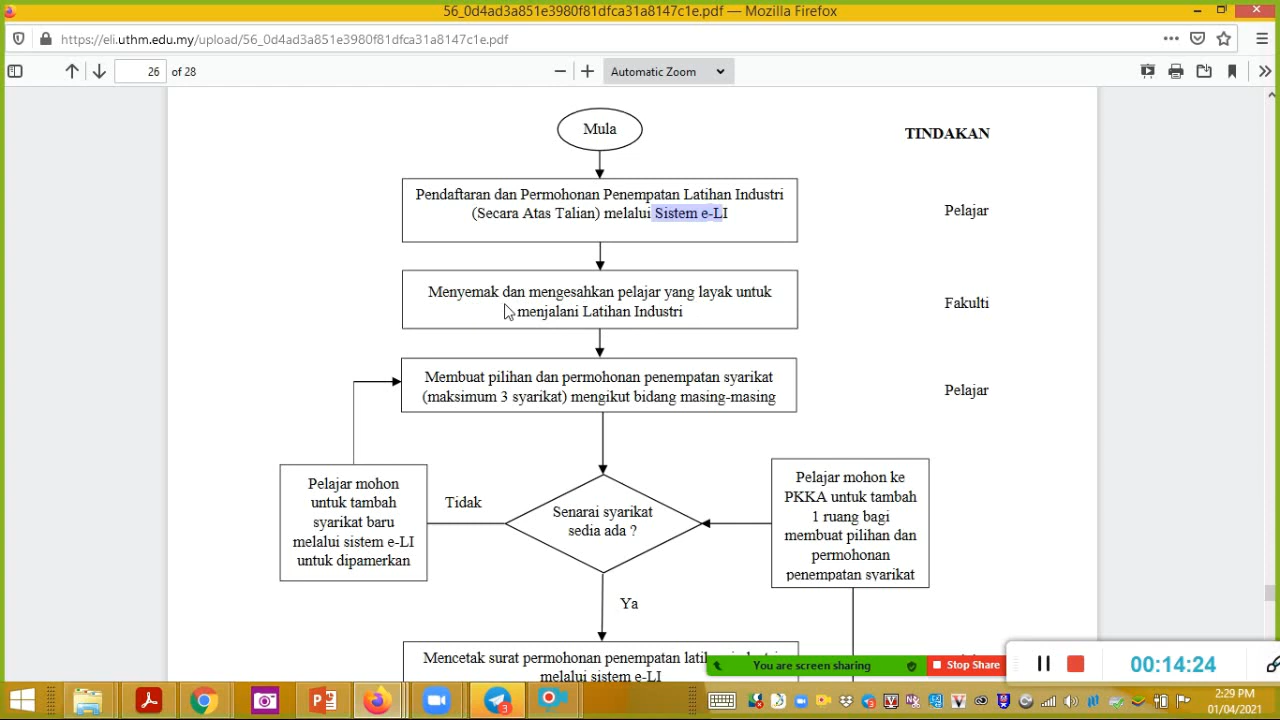 56_0d4ad3a851e3980f81dfca31a8147c1e.pdf — Mozilla Firefox
https://eli.uthm.edu.my/upload/56_0d4ad3a851e3980f81dfca31a8147c1e.pdf
26 of 28
Automatic Zoom
Mula
TINDAKAN
Pendaftaran dan Permohonan Penempatan Latihan Industri
(Secara Atas Talian) melalui Sistem e-LI
Pelajar
Menyemak dan mengesahkan pelajar yang layak untuk
menjalani Latihan Industri
Fakulti
Membuat pilihan dan permohonan penempatan syarikat
(maksimum 3 syarikat) mengikut bidang masing-masing
Pelajar
Pelajar mohon
untuk tambah
syarikat baru
melalui sistem e-LI
untuk dipamerkan
Tidak
Senarai syarikat
sedia ada ?
Pelajar mohon ke
PKKA untuk tambah
1 ruang bagi
membuat pilihan dan
permohonan
penempatan syarikat
Ya
Mencetak surat permohonan penempatan
melalui sistem e-LI
You are screen sharing
Stop Share
00:14:24
2:29 PM
01/04/2021